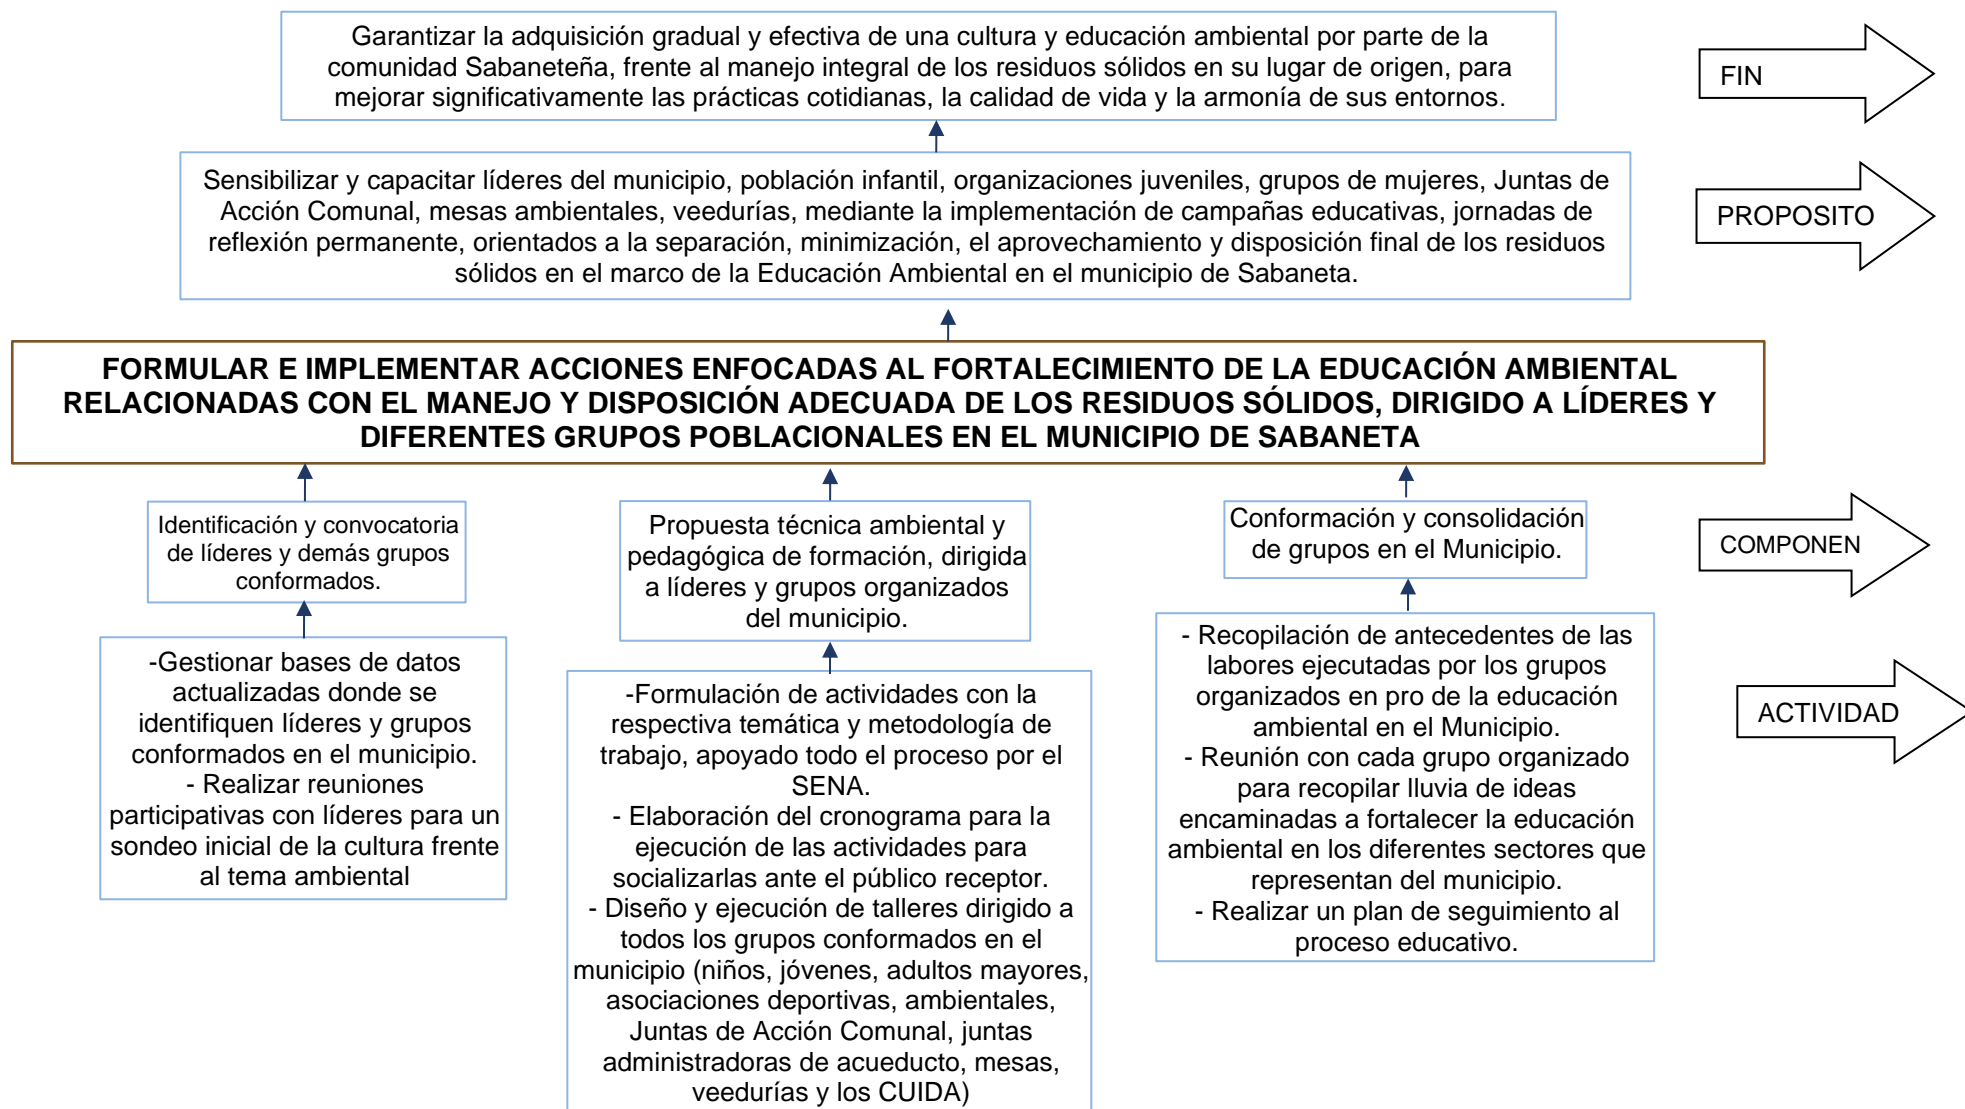 Garantizar la adquisición gradual y efectiva de una cultura y educación ambiental por parte de la
comunidad Sabaneteña, frente al manejo integral de los residuos sólidos en su lugar de origen, para
mejorar significativamente las prácticas cotidianas, la calidad de vida y la armonía de sus entornos.
FIN
Sensibilizar y capacitar líderes del municipio, población infantil, organizaciones juveniles, grupos de mujeres, Juntas de
Acción Comunal, mesas ambientales, veedurías, mediante la implementación de campañas educativas, jornadas de
reflexión permanente, orientados a la separación, minimización, el aprovechamiento y disposición final de los residuos
sólidos en el marco de la Educación Ambiental en el municipio de Sabaneta.
PROPOSITO
FORMULAR E IMPLEMENTAR ACCIONES ENFOCADAS AL FORTALECIMIENTO DE LA EDUCACIÓN AMBIENTAL
RELACIONADAS CON EL MANEJO Y DISPOSICIÓN ADECUADA DE LOS RESIDUOS SÓLIDOS, DIRIGIDO A LÍDERES Y
DIFERENTES GRUPOS POBLACIONALES EN EL MUNICIPIO DE SABANETA
Identificación y convocatoria
de líderes y demás grupos
conformados.
Propuesta técnica ambiental y
pedagógica de formación, dirigida
a líderes y grupos organizados
del municipio.
Conformación y consolidación
de grupos en el Municipio.
COMPONEN
-Gestionar bases de datos
actualizadas donde se
identifiquen líderes y grupos
conformados en el municipio.
- Realizar reuniones
participativas con líderes para un
sondeo inicial de la cultura frente
al tema ambiental
-Formulación de actividades con la
respectiva temática y metodología de
trabajo, apoyado todo el proceso por el
SENA.
- Elaboración del cronograma para la
ejecución de las actividades para
socializarlas ante el público receptor.
- Diseño y ejecución de talleres dirigido a
todos los grupos conformados en el
municipio (niños, jóvenes, adultos mayores,
asociaciones deportivas, ambientales,
Juntas de Acción Comunal, juntas
administradoras de acueducto, mesas,
veedurías y los CUIDA)
- Recopilación de antecedentes de las
labores ejecutadas por los grupos
organizados en pro de la educación
ambiental en el Municipio.
- Reunión con cada grupo organizado
para recopilar lluvia de ideas
encaminadas a fortalecer la educación
ambiental en los diferentes sectores que
representan del municipio.
- Realizar un plan de seguimiento al
proceso educativo.
ACTIVIDAD